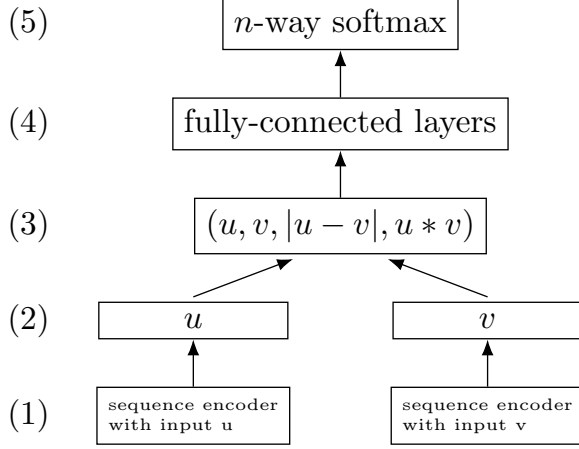 (5) n-way softmax
(4) fully-connected layers
(3) (u, v, |u − v|, u ∗ v)
(2) u v
(1) sequence encoder with input u sequence encoder with input v